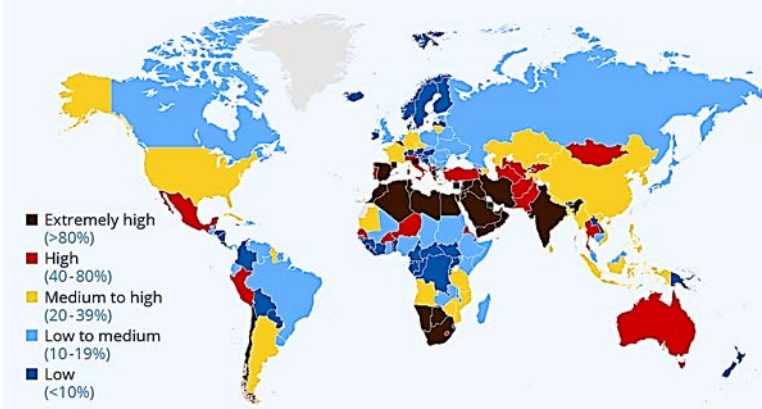 Extremely high
(>80%)
High
(40-80%)
Medium to high
(20-39%)
Low to medium
(10-19%)
Low
(<10%)